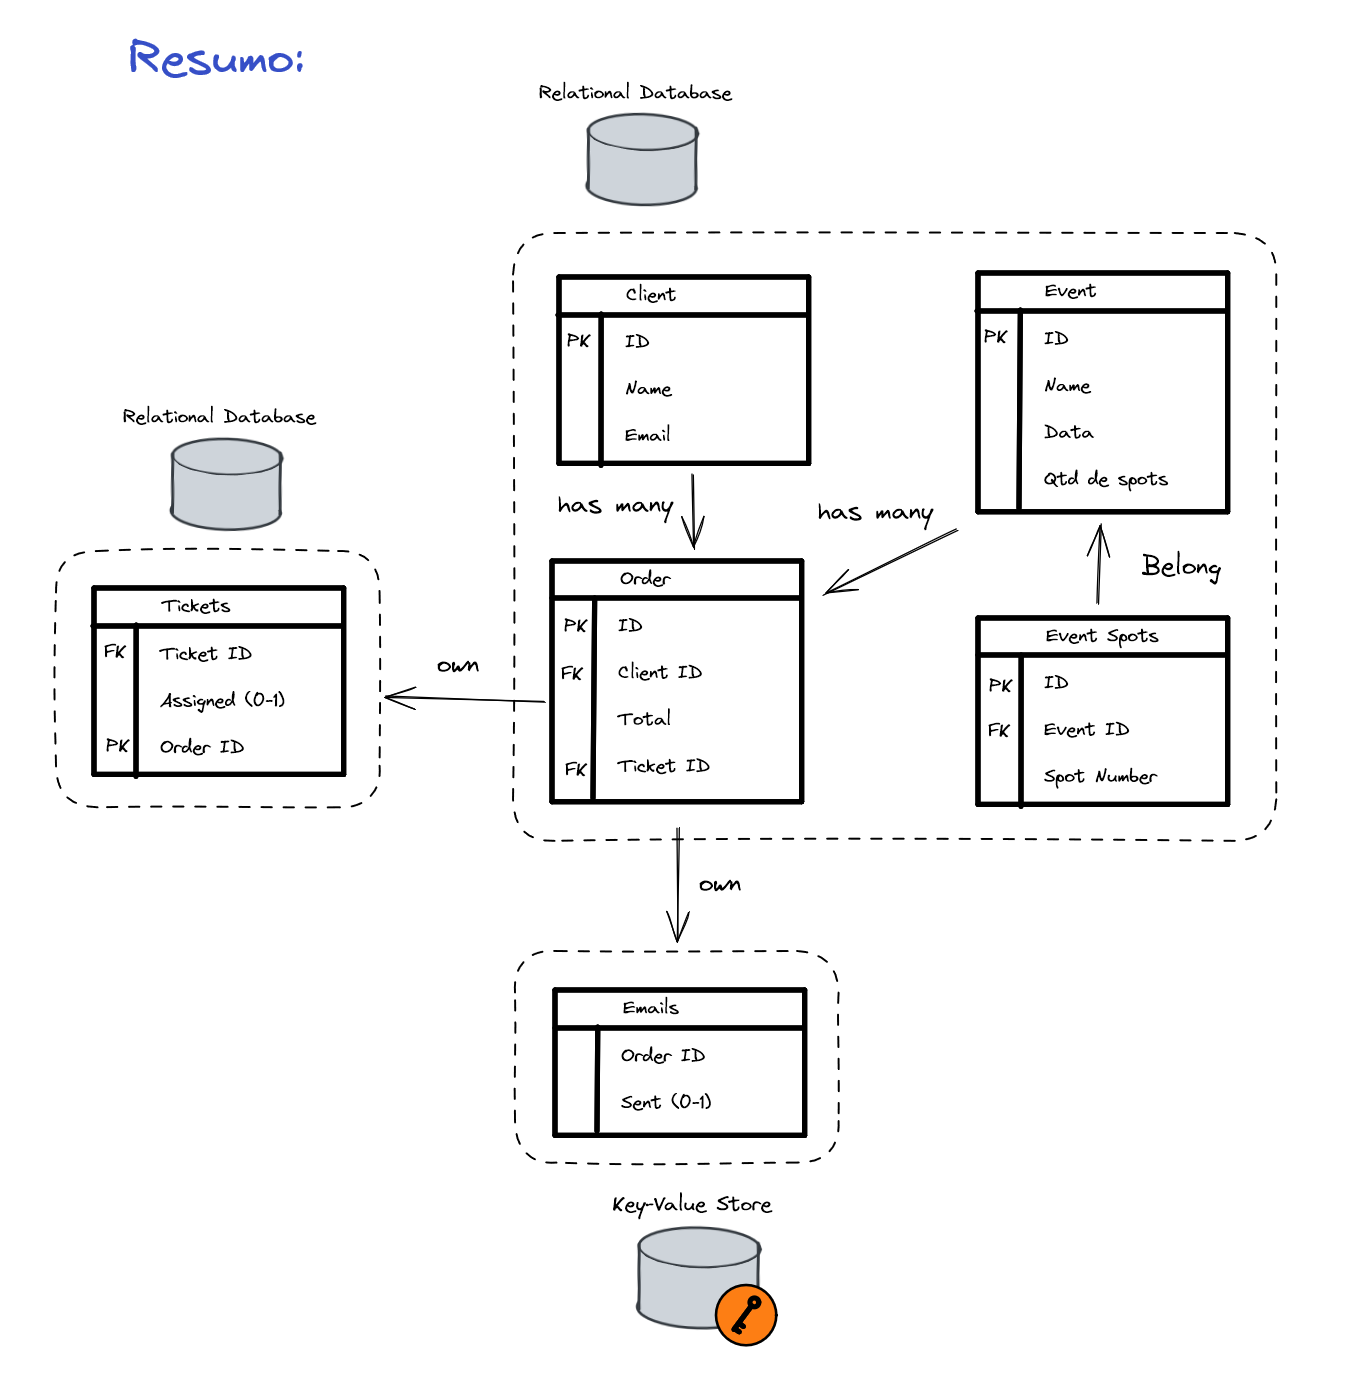 Resumo:
Relational Database
Client
PK ID
Name
Email
Event
PK ID
Name
Data
Qtd de spots
has many
has many
Belong
Relational Database
Tickets
FK Ticket ID
Assigned (0-1)
PK Order ID
own
Order
PK ID
FK Client ID
Total
FK Ticket ID
Event Spots
PK ID
FK Event ID
Spot Number
own
Emails
Order ID
Sent (0-1)
Key-Value Store